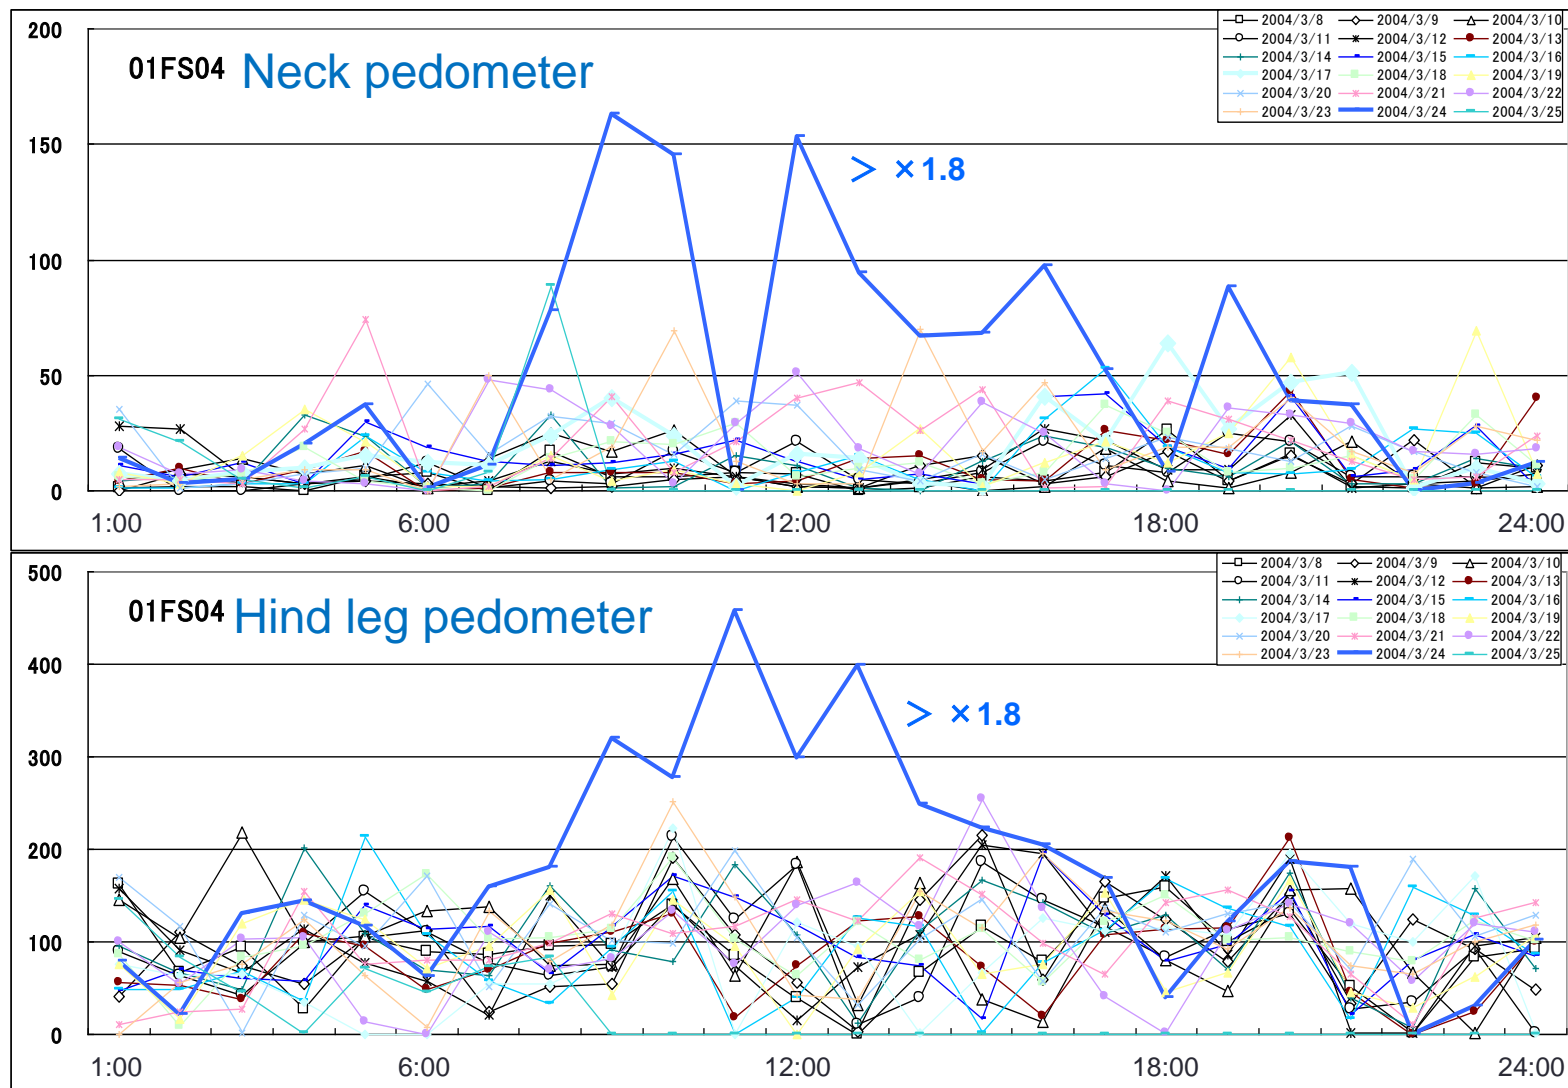 200
150
100
50
0
01FS04 Neck pedometer
2004/3/8 2004/3/9 2004/3/10
2004/3/11 2004/3/12 2004/3/13
2004/3/14 2004/3/15 2004/3/16
2004/3/17 2004/3/18 2004/3/19
2004/3/20 2004/3/21 2004/3/22
2004/3/23 2004/3/24 2004/3/25
> ×1.8
1:00 6:00 12:00 18:00 24:00
500
400
300
200
100
0
01FS04 Hind leg pedometer
2004/3/8 2004/3/9 2004/3/10
2004/3/11 2004/3/12 2004/3/13
2004/3/14 2004/3/15 2004/3/16
2004/3/17 2004/3/18 2004/3/19
2004/3/20 2004/3/21 2004/3/22
2004/3/23 2004/3/24 2004/3/25
> ×1.8
1:00 6:00 12:00 18:00 24:00